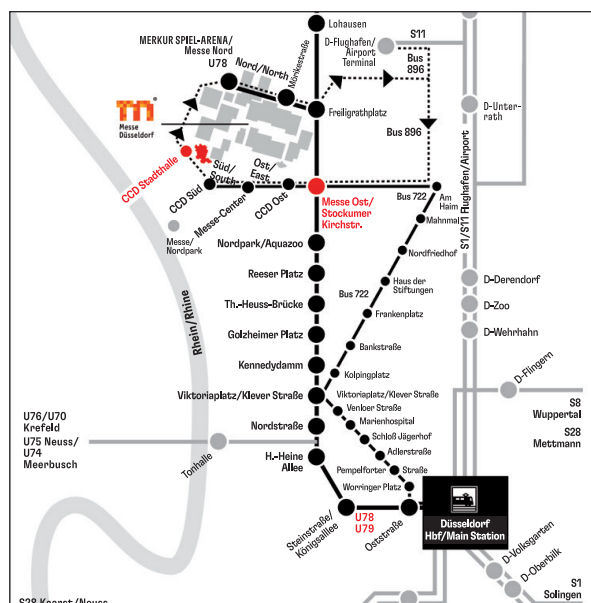 Lohausen
S11
D-Flughafen/
Airport
Terminal
MERKUR SPIEL-ARENA/
Messe Nord
U78
Nord/North
Mörikestraße
Bus
896
Freiligrathplatz
D-Unter-
rath
Messe
Düsseldorf
Bus 896
CCD Stadthalle
Süd/
South
Ost/
East
S1/S11 Flughafen/Airport
CCD Süd
Messe-Center
CCD Ost
Messe Ost/
Stockumer
Kirchstr.
Bus 722
Am
Haim
Mahnmal
Messe/
Nordpark
Nordpark/Aquazoo
Nordfriedhof
Reeser Platz
Haus der
Stiftungen
D-Derendorf
Rhein/Rhine
Bus 722
Th.-Heuss-Brücke
Frankenplatz
D-Zoo
Golzheimer Platz
D-Wehrhahn
Bankstraße
Kennedydamm
Kolpingplatz
D-Flingern
Viktoriaplatz/Klever Straße
Viktoriaplatz/Klever Straße
Venloer Straße
S8
Wuppertal
U76/U70
Krefeld
Nordstraße
Marienhospital
S28
Mettmann
U75 Neuss/
U74
Meerbusch
Schloß Jägerhof
Tonhalle
H.-Heine
Allee
Adlerstraße
Pempelforter
Straße
Worringer Platz
Steinstraße/
Königsalllee
U78
U79
Oststraße
Düsseldorf
Hbf/Main Station
D-Volksgarten
D-Oberbilk
S1
Solingen
S28 Kaarst/Neuss